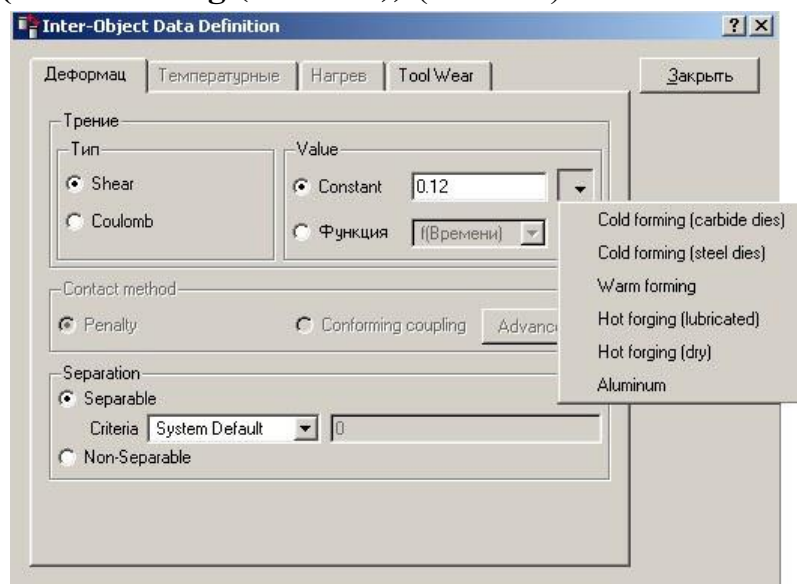 Inter-Object Data Definition
Деформац Температурные Нагрев Tool Wear Закрыть
Трение
Тип Value
Shear Constant 0.12
Coulomb Функция f(Времени)
Cold forming (carbide dies)
Cold forming (steel dies)
Warm forming
Hot forging (lubricated)
Hot forging (dry)
Aluminum
Contact method
Penalty Conforming coupling
Separation
Separable
Criteria System Default 0
Non-Separable